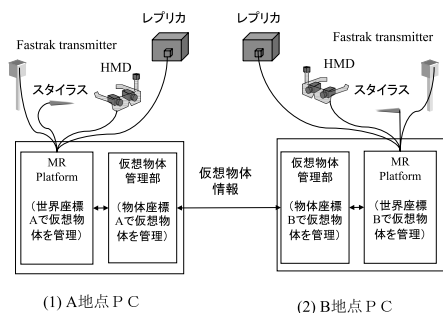 レプリカ
Fastrak transmitter
HMD
スタイラス
レプリカ
Fastrak transmitter
HMD
スタイラス
MR
Platform
(世界座標
Aで仮想物
体を管理)
仮想物体
管理部
(物体座標
Aで仮想物
体を管理)
仮想物体
情報
仮想物体
管理部
(物体座標
Bで仮想物
体を管理)
MR
Platform
(世界座標
Bで仮想物
体を管理)
(1) A地点ＰＣ
(2) B地点ＰＣ